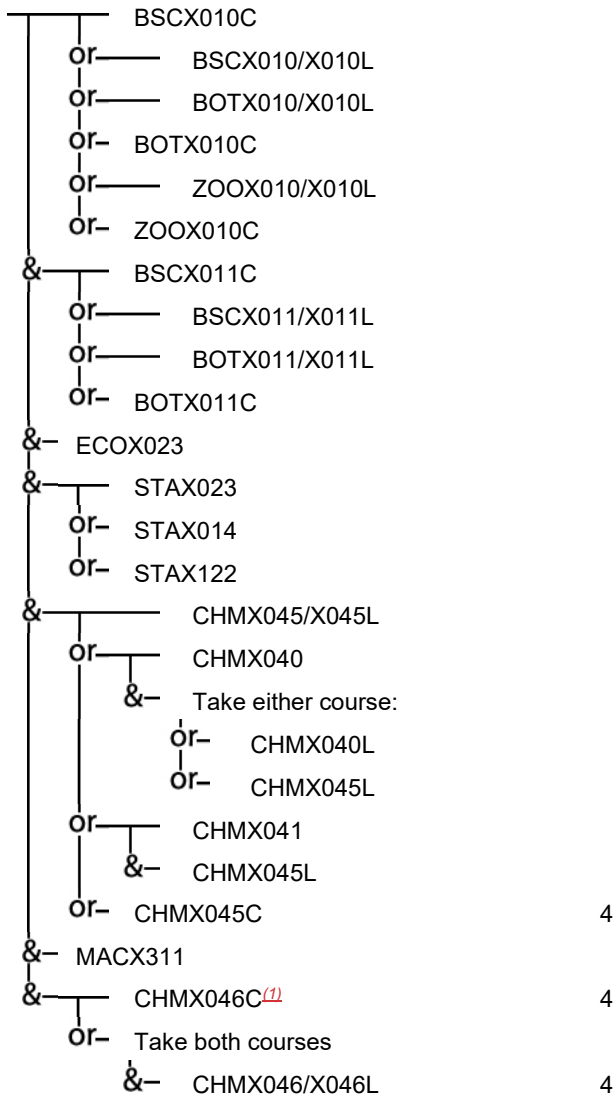 BSCX010C
or BSCX010/X010L
or BOTX010/X010L
or BOTX010C
or ZOOX010/X010L
or ZOOX010C
& BSCX011C
or BSCX011/X011L
or BOTX011/X011L
or BOTX011C
& ECOX023
& STAX023
or STAX014
or STAX122
& CHMX045/X045L
or CHMX040
& Take either course:
or CHMX040L
or CHMX045L
or CHMX041
& CHMX045L
or CHMX045C 4
& MACX311
& CHMX046C(1) 4
or Take both courses
& CHMX046/X046L 4